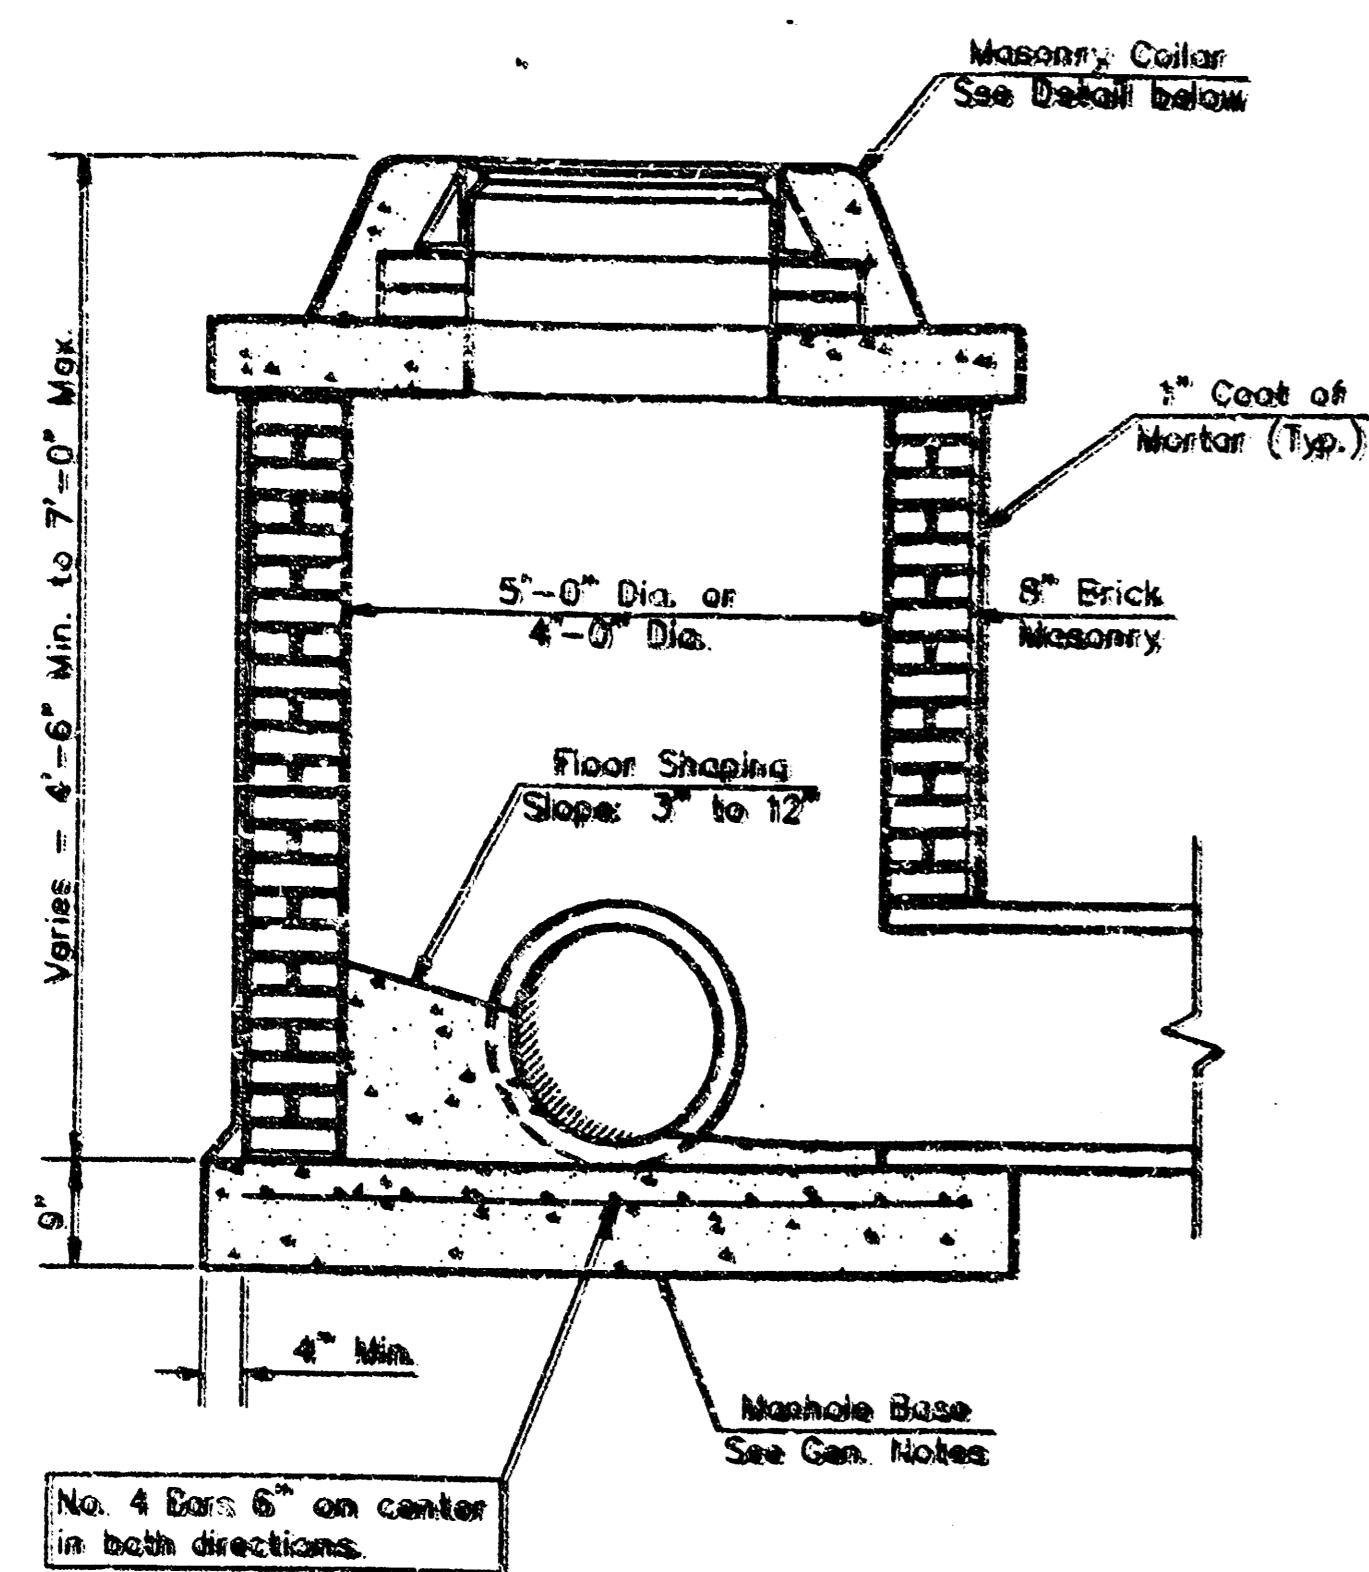 Masonry Collar
See Detail below
1" Coat of
Mortar (Typ.)
Varies - 4'-6" Min. to 7'-0" Max.
5'-0" Dia. or
4'-0" Dia.
8" Brick
Masonry
Floor Shaping
Slope: 3" to 12"
9"
4" Min.
Manhole Base
See Gen. Notes
No. 4 Bars 6" on center
in both directions.